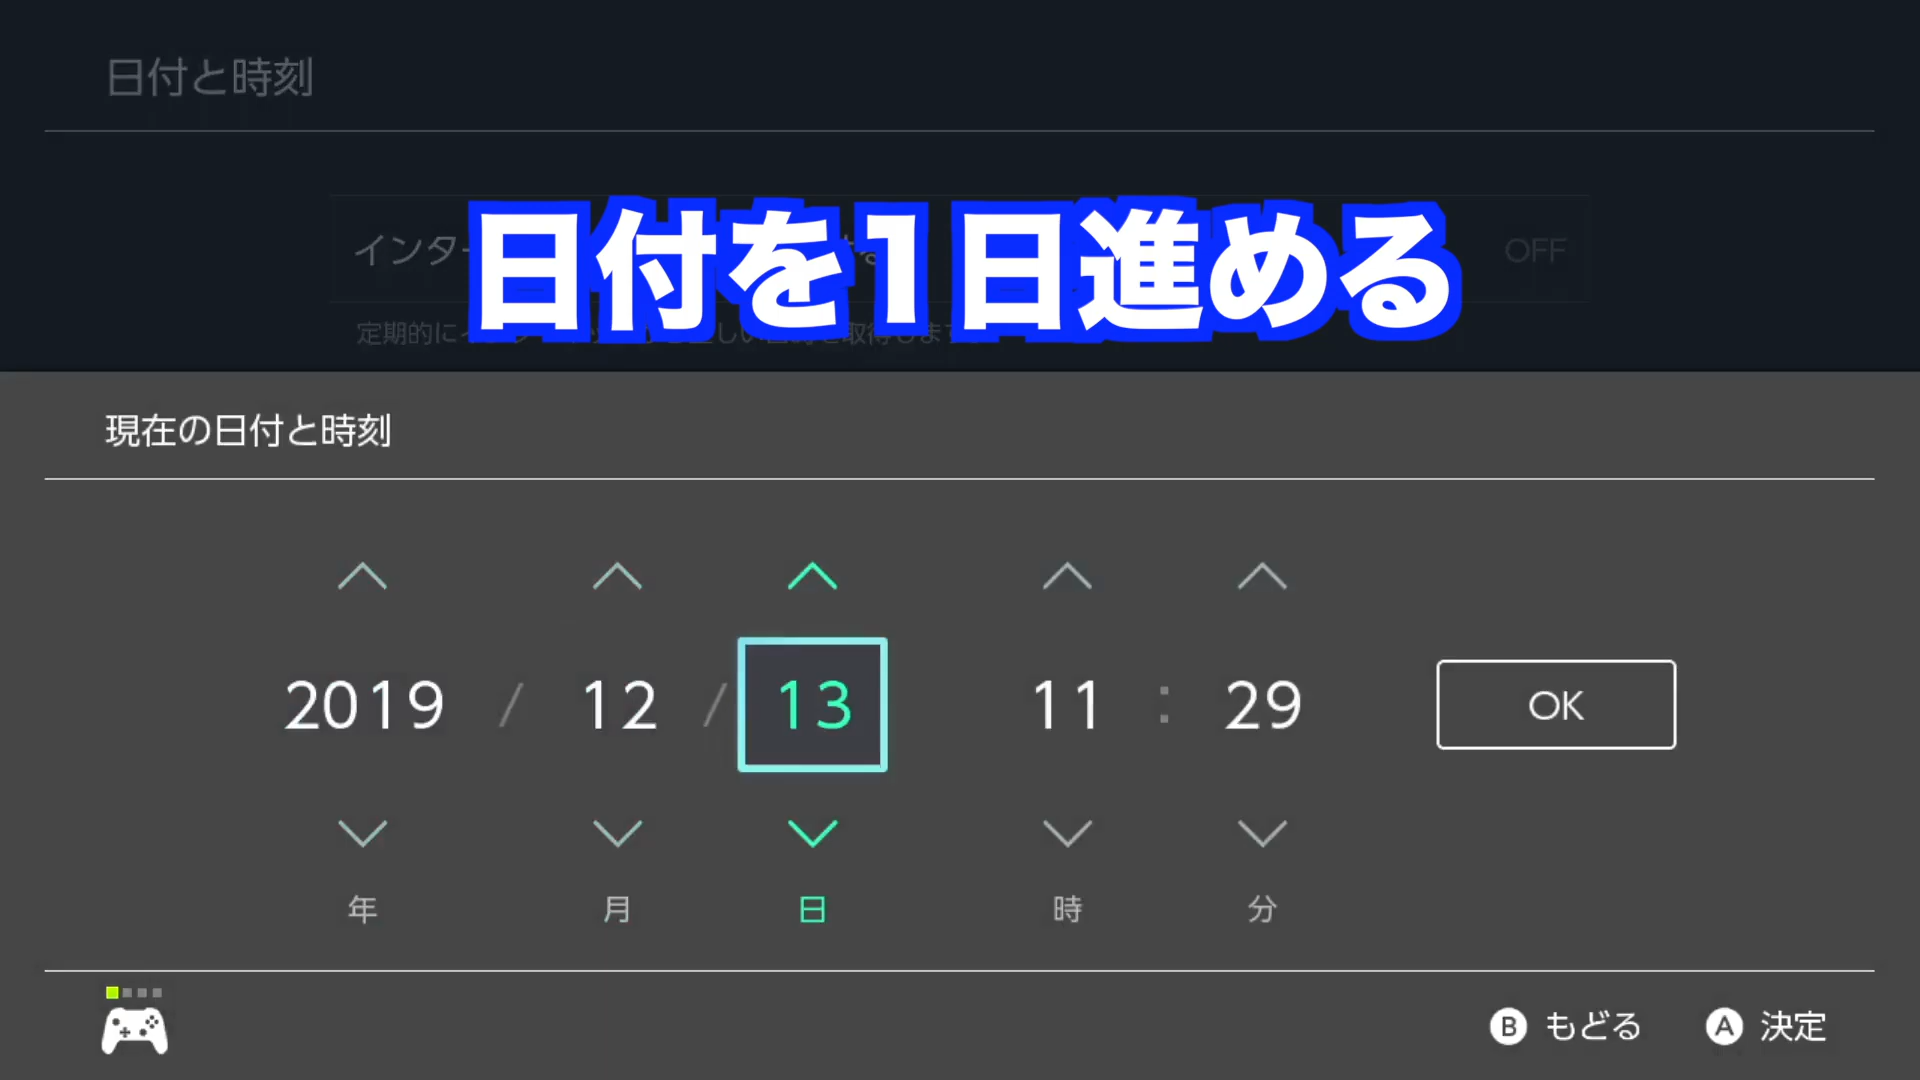 日付と時刻
日付を1日進める
インター
OFF
定期的に
現在の日付と時刻
2019 / 12 / 13 11 : 29 OK
年 月 日 時 分
B もどる A 決定